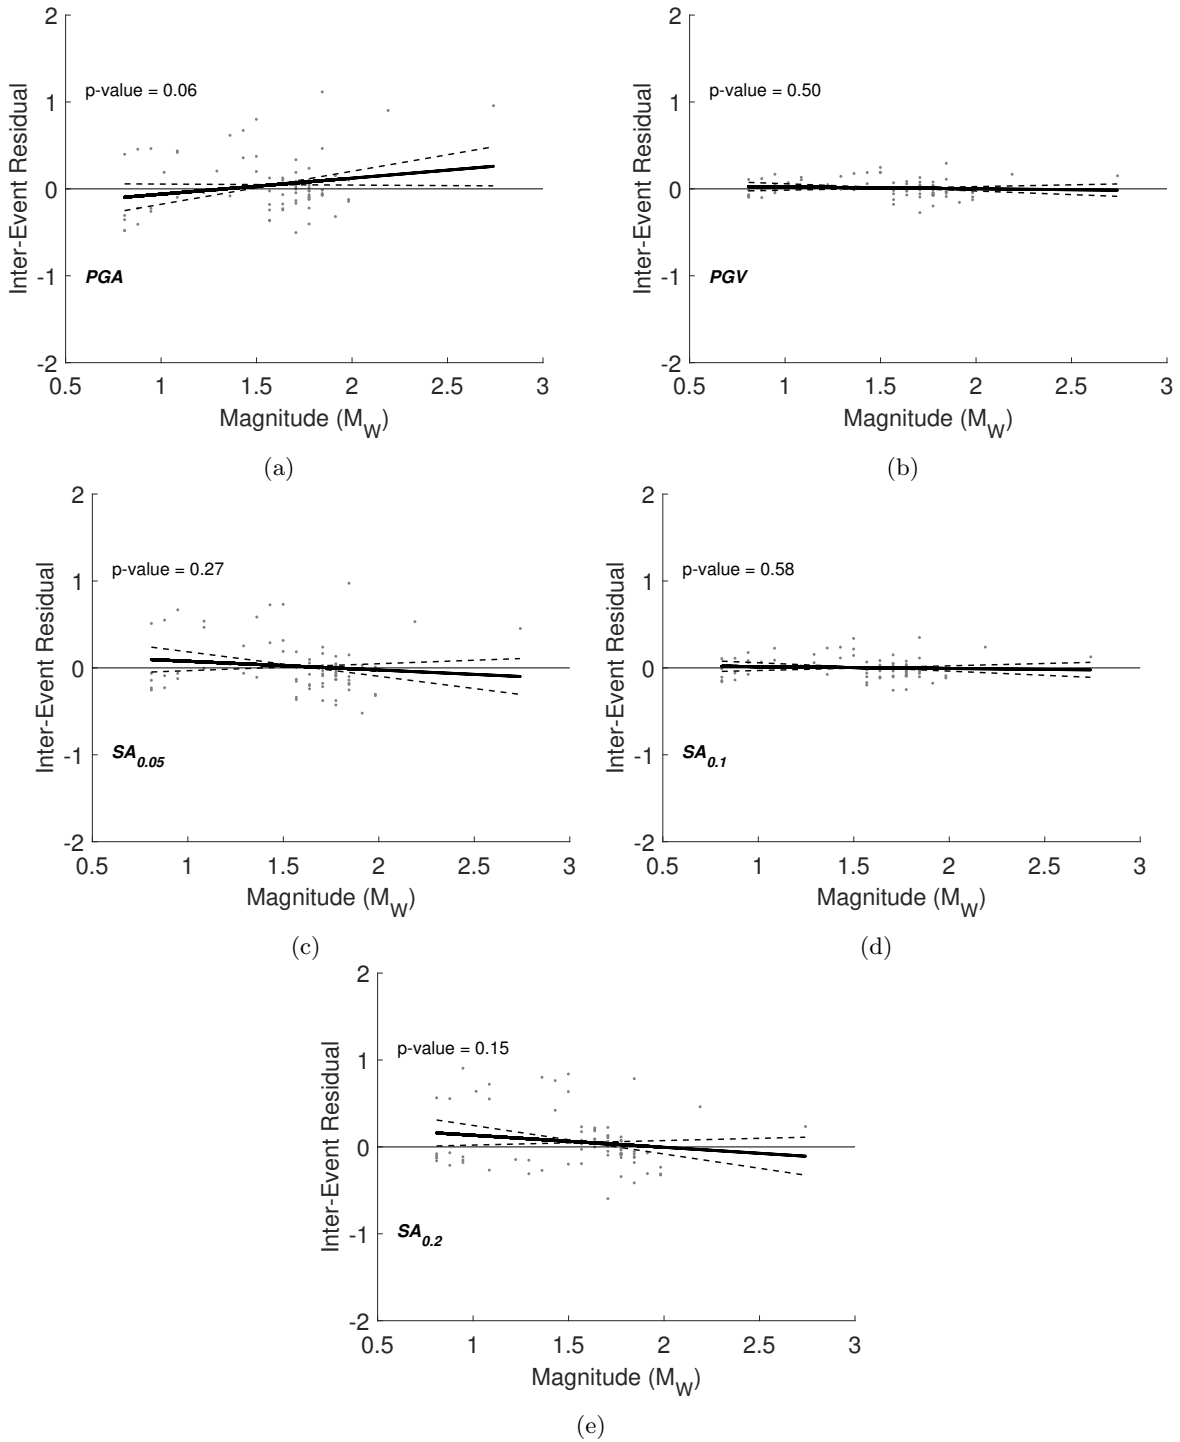 2
1
0
-1
-2
Inter-Event Residual
p-value = 0.06
PGA
0.5 1 1.5 2 2.5 3
Magnitude (M_W)
(a)
2
1
0
-1
-2
Inter-Event Residual
p-value = 0.50
PGV
0.5 1 1.5 2 2.5 3
Magnitude (M_W)
(b)
2
1
0
-1
-2
Inter-Event Residual
p-value = 0.27
SA_0.05
0.5 1 1.5 2 2.5 3
Magnitude (M_W)
(c)
2
1
0
-1
-2
Inter-Event Residual
p-value = 0.58
SA_0.1
0.5 1 1.5 2 2.5 3
Magnitude (M_W)
(d)
2
1
0
-1
-2
Inter-Event Residual
p-value = 0.15
SA_0.2
0.5 1 1.5 2 2.5 3
Magnitude (M_W)
(e)